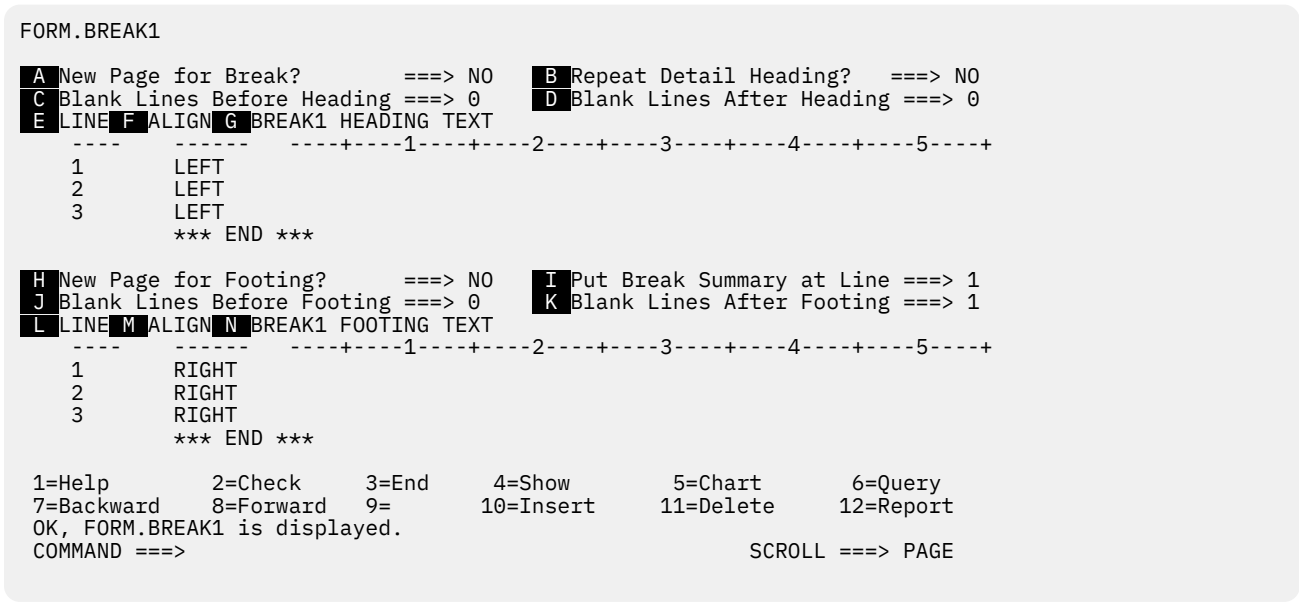 FORM.BREAK1
A New Page for Break?        ===> NO   B Repeat Detail Heading?   ===> NO
C Blank Lines Before Heading ===> 0    D Blank Lines After Heading ===> 0
E LINE F ALIGN G BREAK1 HEADING TEXT
----    ------   ----+----1----+----2----+----3----+----4----+----5----+
1       LEFT
2       LEFT
3       LEFT
*** END ***
H New Page for Footing?        ===> NO   I Put Break Summary at Line ===> 1
J Blank Lines Before Footing ===> 0    K Blank Lines After Footing ===> 1
L LINE M ALIGN N BREAK1 FOOTING TEXT
----    ------   ----+----1----+----2----+----3----+----4----+----5----+
1       RIGHT
2       RIGHT
3       RIGHT
*** END ***
1=Help        2=Check     3=End     4=Show        5=Chart       6=Query
7=Backward    8=Forward   9=       10=Insert     11=Delete     12=Report
OK, FORM.BREAK1 is displayed.
COMMAND ===>                                            SCROLL ===> PAGE